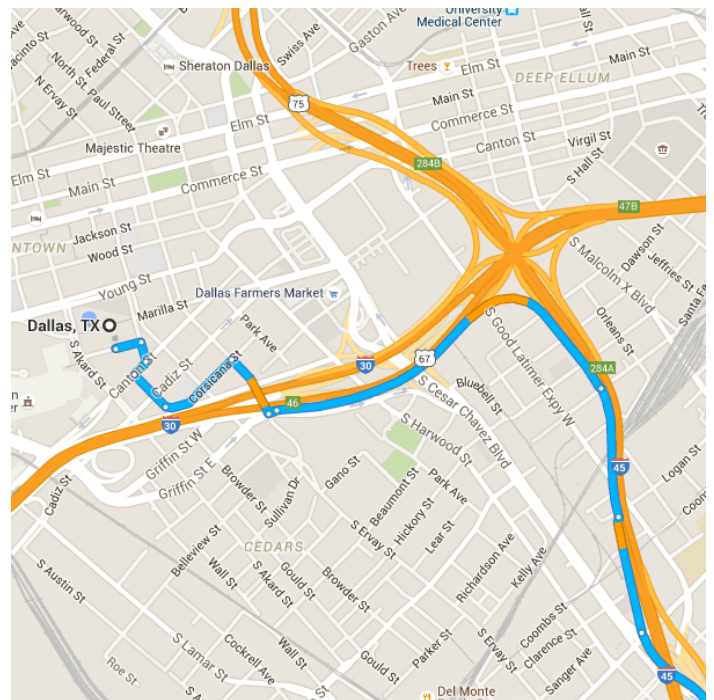 University
Medical Center
Gaston Ave
Swiss Ave
Harwood St
Federal St
North St
N Ervay St
Paul Street
Sheraton Dallas
Trees
Elm St
Main St
DEEP ELLUM
75
Main St
Commerce St
Elm St
Majestic Theatre
Canton St
Virgil St
284B
S Hall St
Elm St
Main St
Commerce St
47B
Jackson St
Wood St
S Malcolm X Blvd
Dawson St
Jeffries St
Young St
Dallas Farmers Market
Marilla St
Dallas, TX
Park Ave
S Akard St
Canton St
Cadiz St
Corsicana St
67
30
S Good Latimer Expy W
Orleans St
284A
Bluebell St
46
30
S Cesar Chavez Blvd
Griffin St W
Griffin St E
S Harwood St
Cadiz St
Browder St
Sullivan Dr
Gano St
Beaumont St
Park Ave
45
Logan St
S Ervay St
Hickory St
Lear St
CEDARS
Belleview St
Wall St
S Akard St
Gould St
Browder St
Richardson Ave
Kelly Ave
S Austin St
S Lamar St
Cockrell Ave
Wall St
Gould St
Parker St
S Ervay St
Coombs St
Clarence St
Sanger Ave
Roe St
45
Del Monte